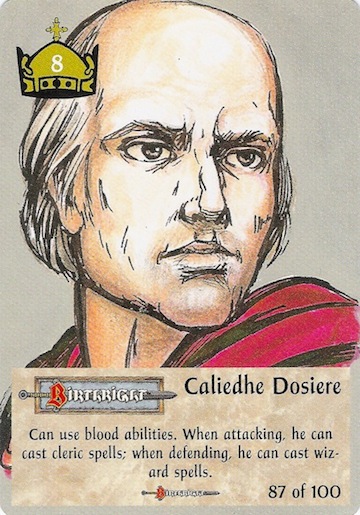 8
BIRTHRIGHT
Caliedhe Dosiere
Can use blood abilities. When attacking, he can
cast cleric spells; when defending, he can cast wiz-
ard spells.
BIRTHRIGHT
87 of 100